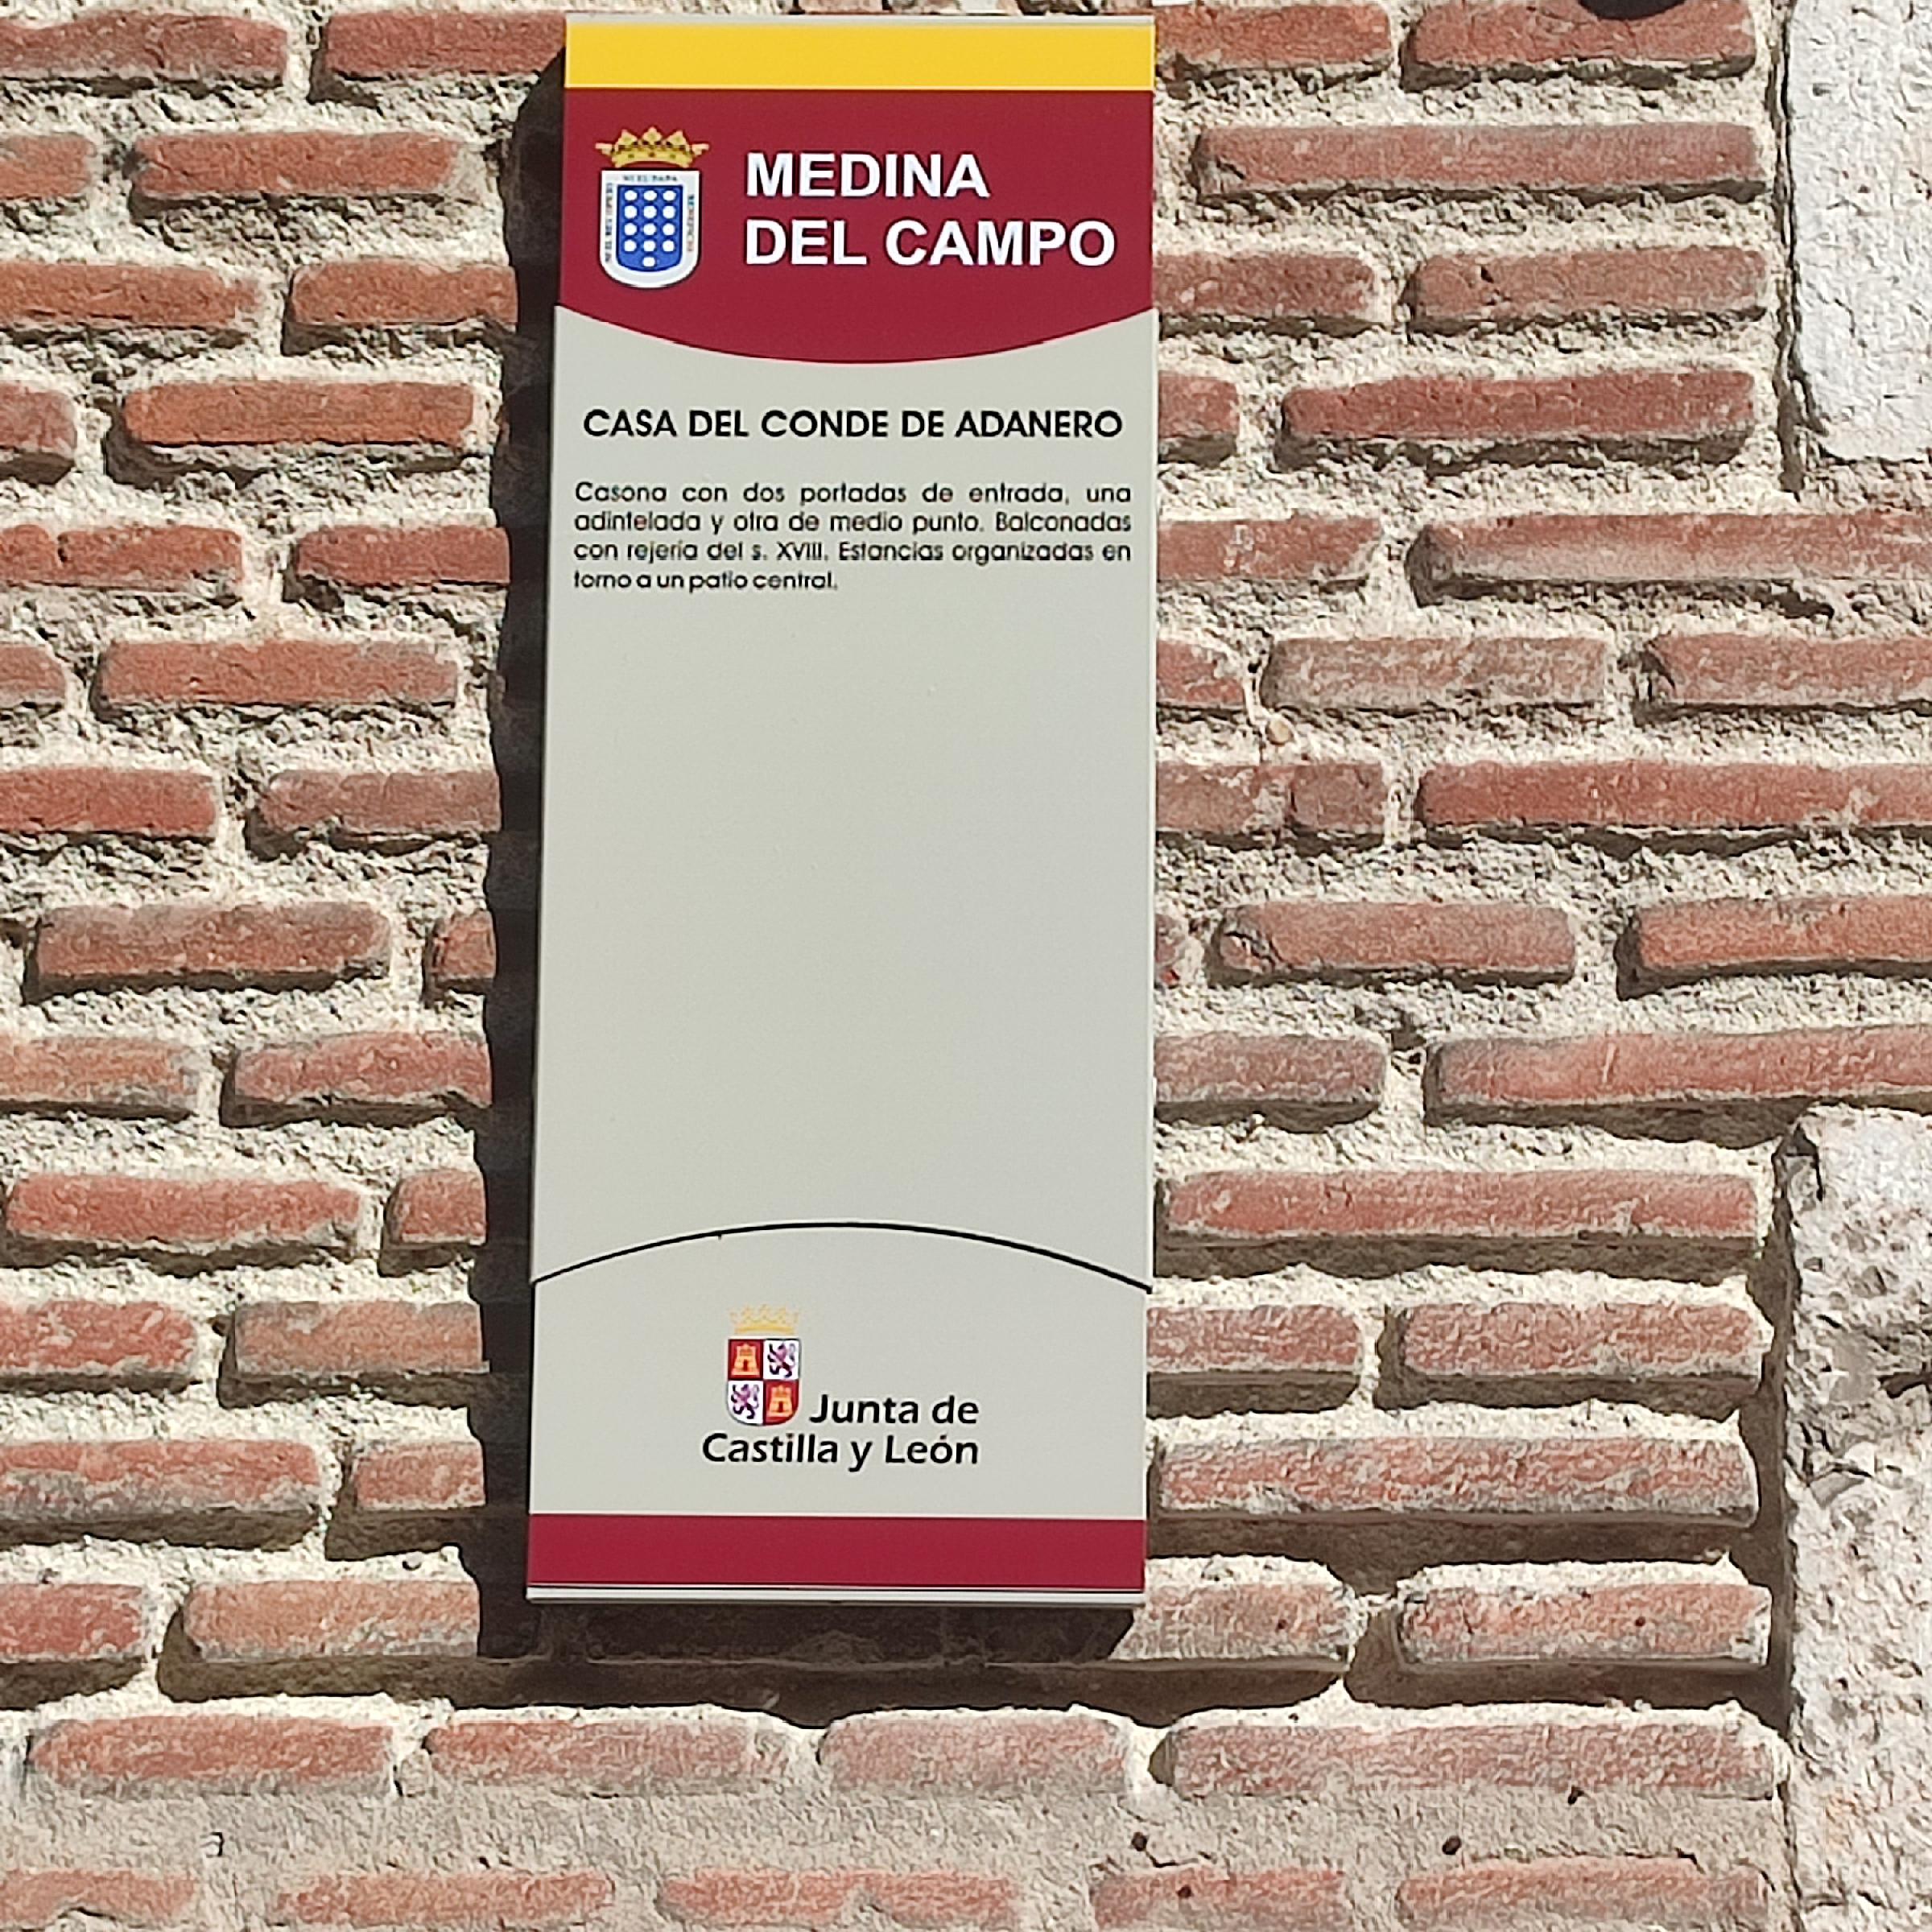 MEDINA
DEL CAMPO
CASA DEL CONDE DE ADANERO
Casona con dos portadas de entrada, una
adintelada y otra de medio punto. Balconadas
con rejería del s. XVIII. Estancias organizadas en
torno a un patio central.
Junta de
Castilla y León